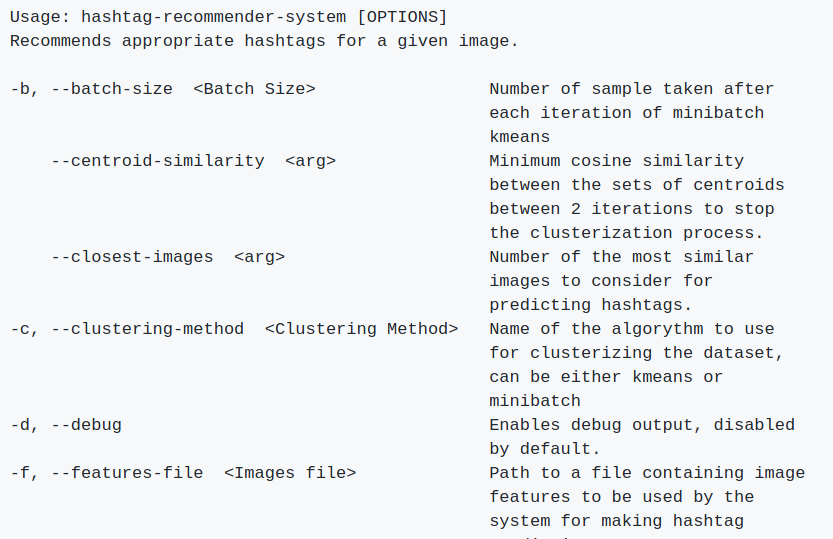 Usage: hashtag-recommender-system [OPTIONS]
Recommends appropriate hashtags for a given image.
-b, --batch-size  <Batch Size>                 Number of sample taken after
                                               each iteration of minibatch
                                               kmeans
    --centroid-similarity  <arg>               Minimum cosine similarity
                                               between the sets of centroids
                                               between 2 iterations to stop
                                               the clusterization process.
    --closest-images  <arg>                    Number of the most similar
                                               images to consider for
                                               predicting hashtags.
-c, --clustering-method  <Clustering Method>   Name of the algorythm to use
                                               for clusterizing the dataset,
                                               can be either kmeans or
                                               minibatch
-d, --debug                                    Enables debug output, disabled
                                               by default.
-f, --features-file  <Images file>             Path to a file containing image
                                               features to be used by the
                                               system for making hashtag